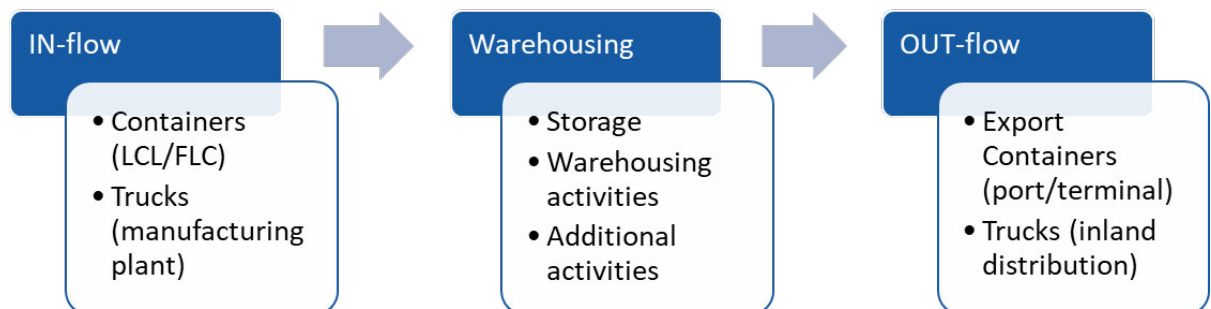 IN-flow
• Containers
(LCL/FLC)
• Trucks
(manufacturing
plant)
Warehousing
• Storage
• Warehousing
activities
• Additional
activities
OUT-flow
• Export
Containers
(port/terminal)
• Trucks (inland
distribution)